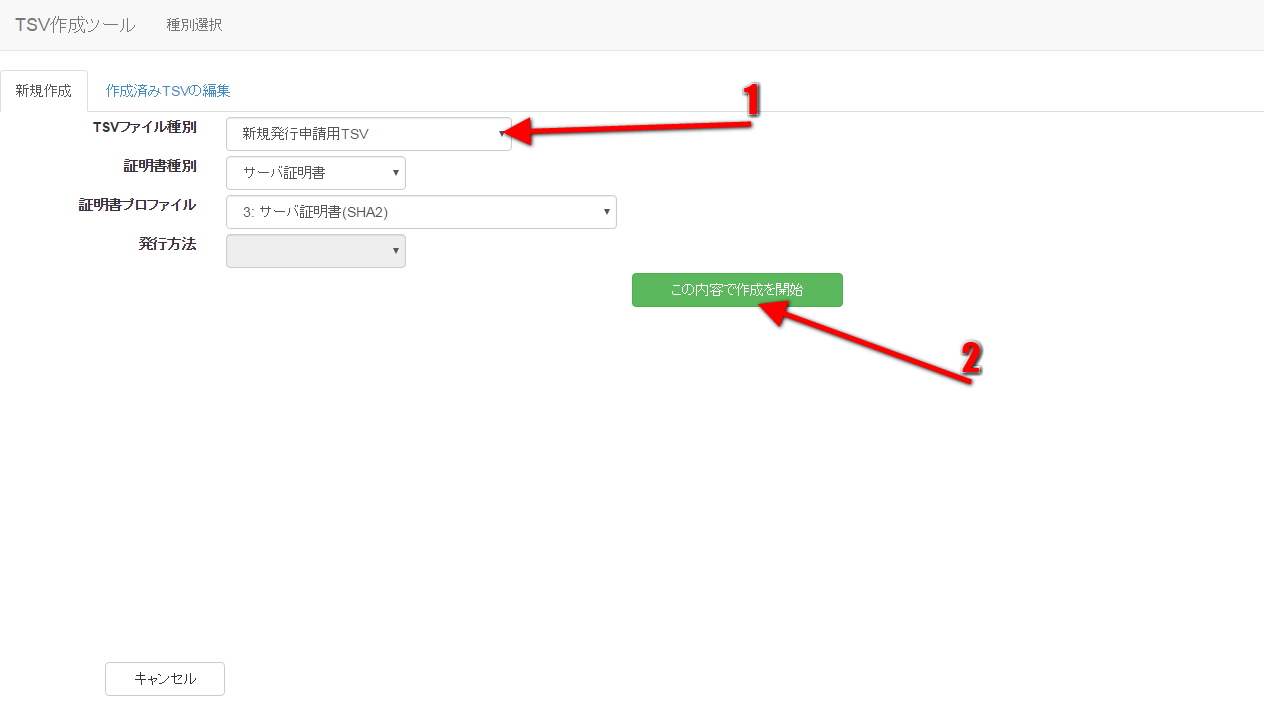 TSV作成ツール 種別選択
新規作成 作成済みTSVの編集
1
TSVファイル種別 新規発行申請用TSV
証明書種別 サーバ証明書
証明書プロファイル 3: サーバ証明書(SHA2)
発行方法
この内容で作成を開始
2
キャンセル